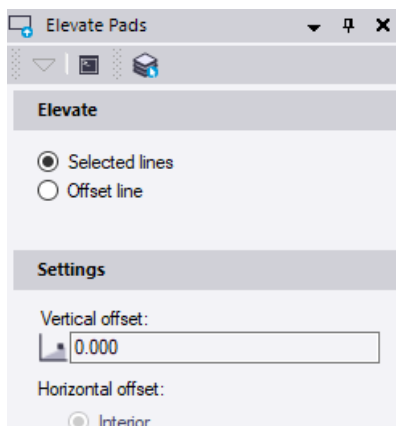 Elevate Pads
Elevate
Selected lines
Offset line
Settings
Vertical offset:
0.000
Horizontal offset:
Interior